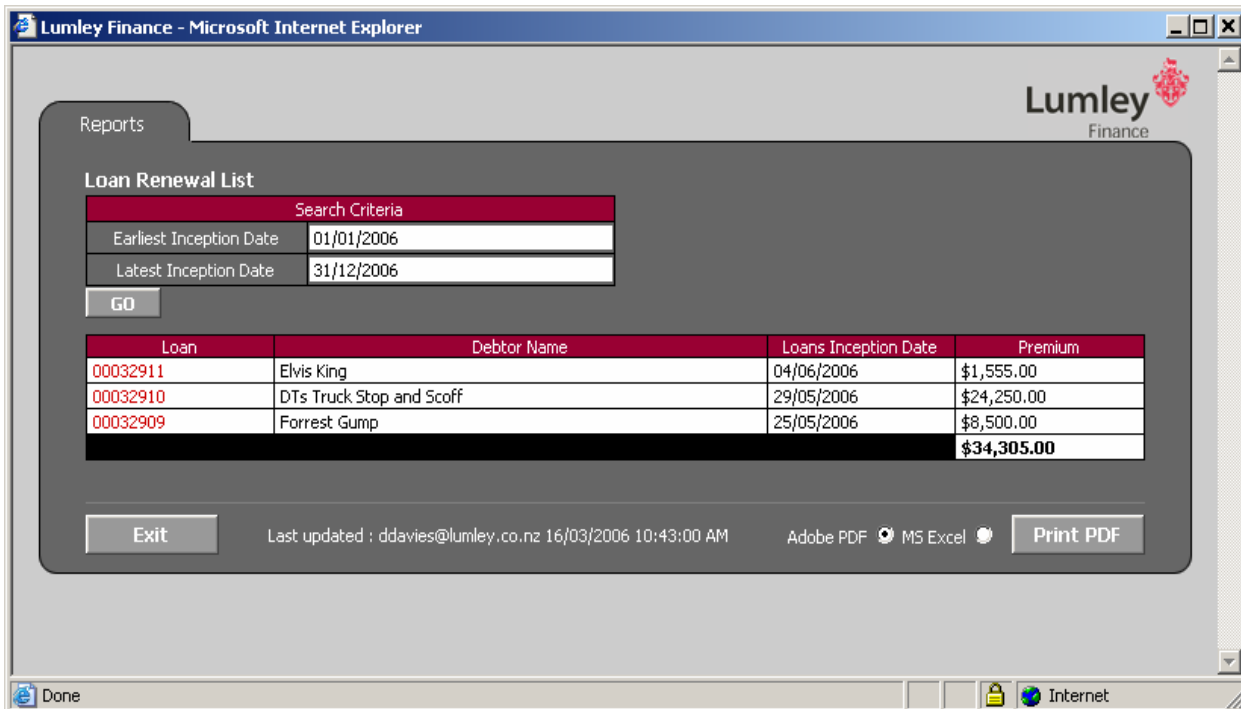 Lumley Finance - Microsoft Internet Explorer
Lumley
Finance
Reports
Loan Renewal List
Search Criteria
Earliest Inception Date 01/01/2006
Latest Inception Date 31/12/2006
GO
Loan Debtor Name Loans Inception Date Premium
00032911 Elvis King 04/06/2006 $1,555.00
00032910 DTs Truck Stop and Scoff 29/05/2006 $24,250.00
00032909 Forrest Gump 25/05/2006 $8,500.00
$34,305.00
Exit Last updated : ddavies@lumley.co.nz 16/03/2006 10:43:00 AM Adobe PDF MS Excel Print PDF
Done Internet